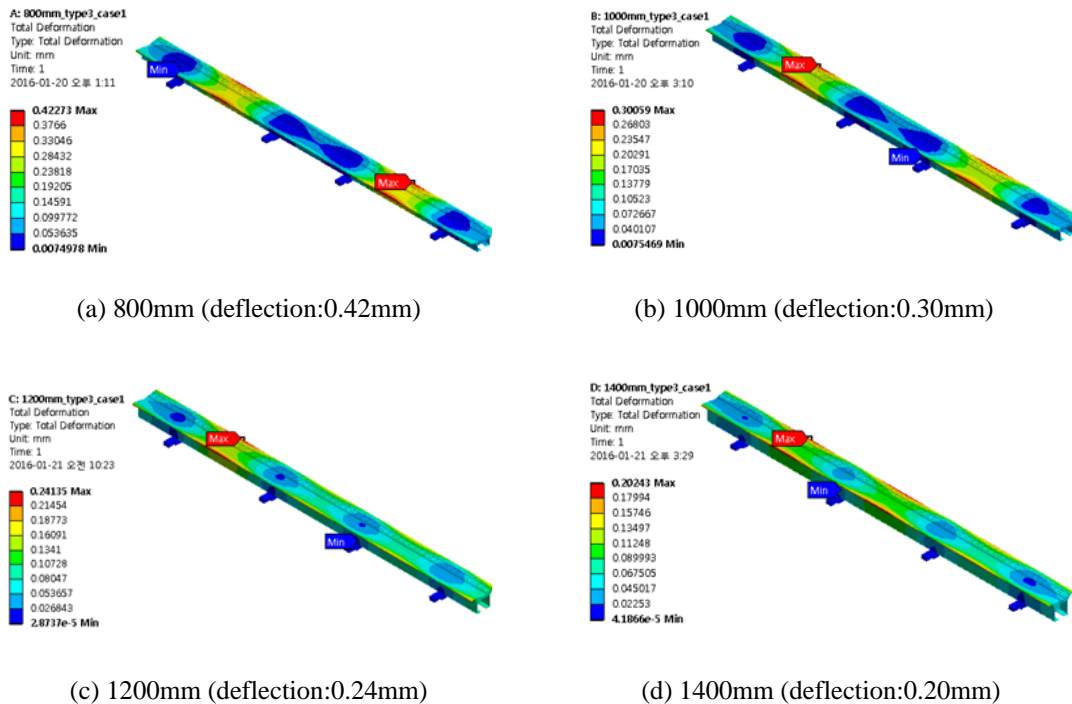 A: 800mm_type3_case1
Total Deformation
Type: Total Deformation
Unit: mm
Time: 1
2016-01-20 오후 1:11
0.42273 Max
0.3766
0.33046
0.28432
0.23818
0.19205
0.14591
0.099772
0.053635
0.0074978 Min
Min
Max
(a) 800mm (deflection:0.42mm)
B: 1000mm_type3_case1
Total Deformation
Type: Total Deformation
Unit: mm
Time: 1
2016-01-20 오후 3:10
0.30059 Max
0.26803
0.23547
0.20291
0.17035
0.13779
0.10523
0.072667
0.040107
0.0075469 Min
Max
Min
(b) 1000mm (deflection:0.30mm)
C: 1200mm_type3_case1
Total Deformation
Type: Total Deformation
Unit: mm
Time: 1
2016-01-21 오전 10:23
0.24135 Max
0.21454
0.18773
0.16091
0.1341
0.10728
0.08047
0.053657
0.026843
2.8737e-5 Min
Max
Min
(c) 1200mm (deflection:0.24mm)
D: 1400mm_type3_case1
Total Deformation
Type: Total Deformation
Unit: mm
Time: 1
2016-01-21 오후 3:29
0.20243 Max
0.17994
0.15746
0.13497
0.11248
0.089993
0.067505
0.045017
0.02253
4.1866e-5 Min
Max
Min
(d) 1400mm (deflection:0.20mm)